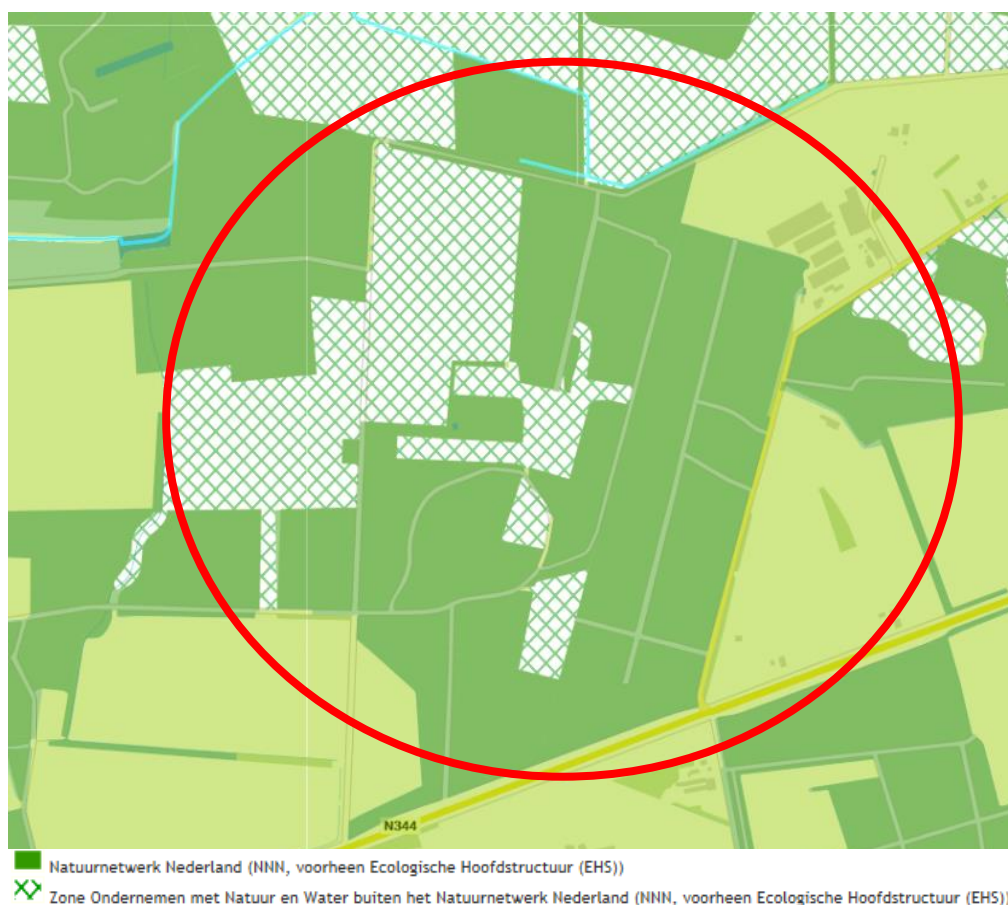 N344
Natuurnetwerk Nederland (NNN, voorheen Ecologische Hoofdstructuur (EHS))
Zone Ondernemen met Natuur en Water buiten het Natuurnetwerk Nederland (NNN, voorheen Ecologische Hoofdstructuur (EHS))